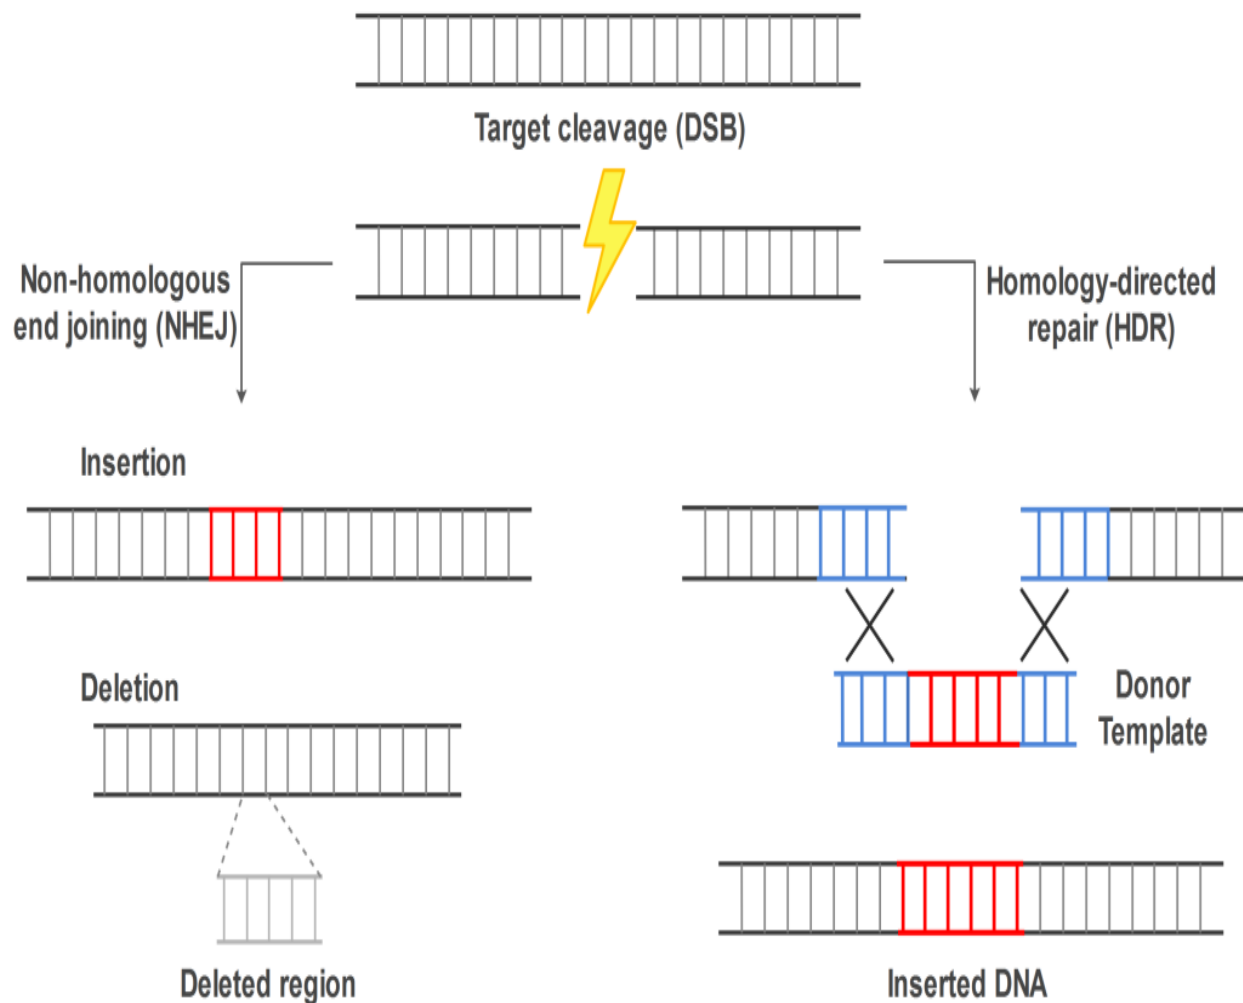 Target cleavage (DSB)
Non-homologous
end joining (NHEJ)
Homology-directed
repair (HDR)
Insertion
Deletion
Donor
Template
Deleted region
Inserted DNA